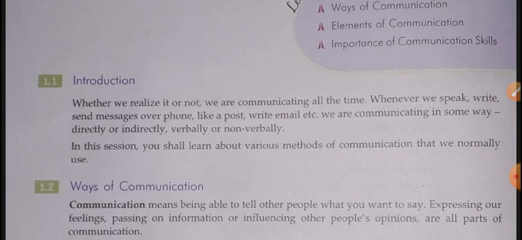 Ways of Communication
Elements of Communication
Importance of Communication Skills
1.1 Introduction
Whether we realize it or not, we are communicating all the time. Whenever we speak, write,
send messages over phone, like a post, write email etc. we are communicating in some way –
directly or indirectly, verbally or non-verbally.
In this session, you shall learn about various methods of communication that we normally
use.
1.2 Ways of Communication
Communication means being able to tell other people what you want to say. Expressing our
feelings, passing on information or influencing other people's opinions, are all parts of
communication.